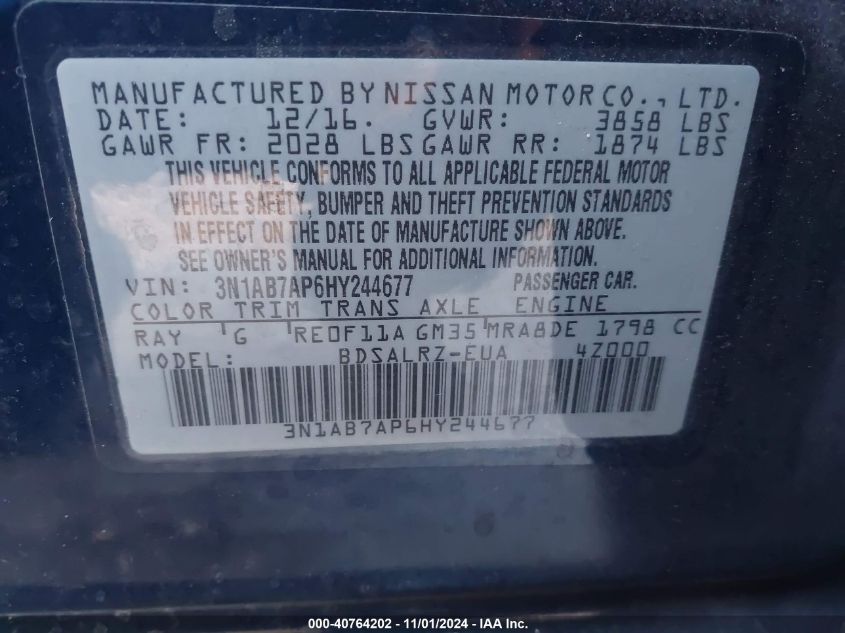 MANUFACTURED BY NISSAN MOTOR CO., LTD.
DATE: 12/16. GVWR: 3858 LBS
GAWR FR: 2028 LBS GAWR RR: 1874 LBS
THIS VEHICLE CONFORMS TO ALL APPLICABLE FEDERAL MOTOR
VEHICLE SAFETY, BUMPER AND THEFT PREVENTION STANDARDS
IN EFFECT ON THE DATE OF MANUFACTURE SHOWN ABOVE.
SEE OWNER'S MANUAL FOR ADDITIONAL INFORMATION.
VIN: 3N1AB7AP6HY244677 PASSENGER CAR.
COLOR TRIM TRANS AXLE ENGINE
RAY G RE0F11A GM35 MRA8DE 1798 CC
MODEL: BDSALRZ-EUA 4Z000
3N1AB7AP6HY244677
000-40764202 - 11/01/2024 - IAA Inc.